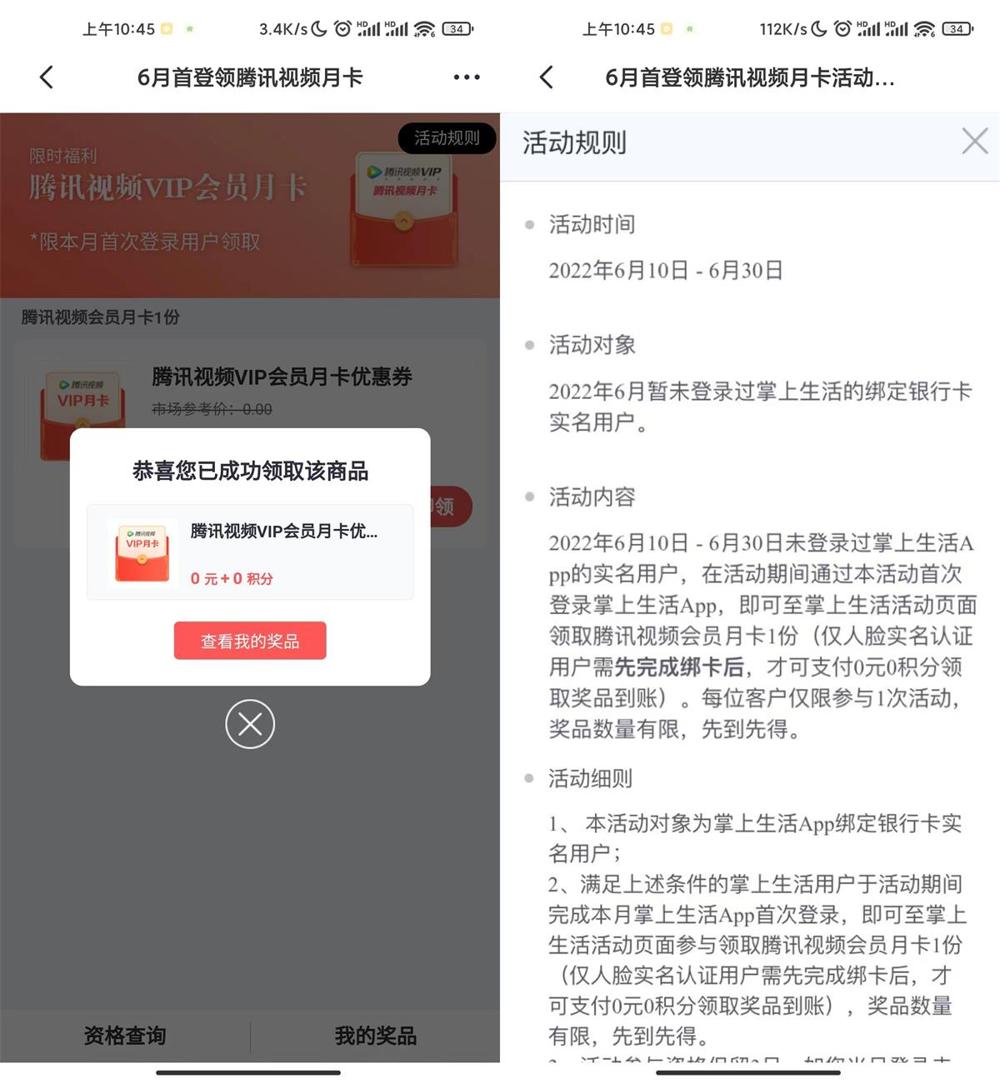 上午10:45
3.4K/s
HD
HD
34
6月首登领腾讯视频月卡
活动规则
限时福利
腾讯视频VIP会员月卡
*限本月首次登录用户领取
腾讯视频VIP
腾讯视频月卡
腾讯视频会员月卡1份
腾讯视频
VIP月卡
腾讯视频VIP会员月卡优惠券
市场参考价：0.00
领
恭喜您已成功领取该商品
腾讯视频
VIP月卡
腾讯视频VIP会员月卡优...
0 元+0 积分
查看我的奖品
资格查询
我的奖品
上午10:45
112K/s
HD
HD
34
6月首登领腾讯视频月卡活动...
活动规则
活动时间
2022年6月10日 - 6月30日
活动对象
2022年6月暂未登录过掌上生活的绑定银行卡
实名用户。
活动内容
2022年6月10日 - 6月30日未登录过掌上生活A
pp的实名用户，在活动期间通过本活动首次
登录掌上生活App，即可至掌上生活活动页面
领取腾讯视频会员月卡1份（仅人脸实名认证
用户需先完成绑卡后，才可支付0元0积分领
取奖品到账）。每位客户仅限参与1次活动，
奖品数量有限，先到先得。
活动细则
1、 本活动对象为掌上生活App绑定银行卡实
名用户；
2、满足上述条件的掌上生活用户于活动期间
完成本月掌上生活App首次登录，即可至掌上
生活活动页面参与领取腾讯视频会员月卡1份
（仅人脸实名认证用户需先完成绑卡后，才
可支付0元0积分领取奖品到账），奖品数量
有限，先到先得。